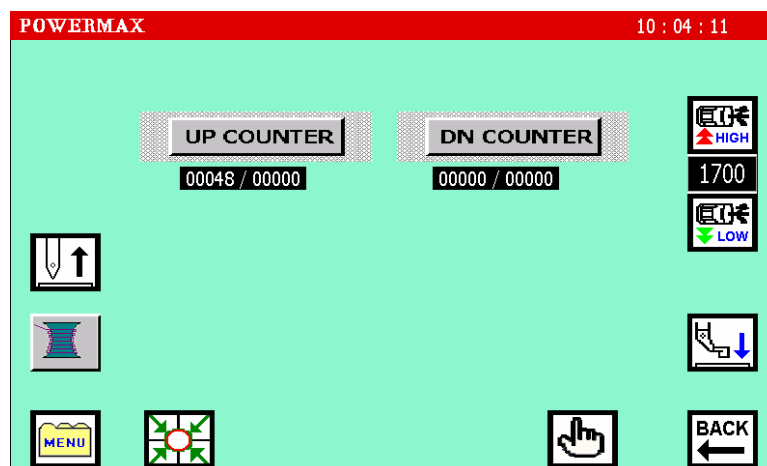 POWERMAX 10 : 04 : 11
UP COUNTER DN COUNTER
00048 / 00000 00000 / 00000
HIGH
1700
LOW
MENU
BACK